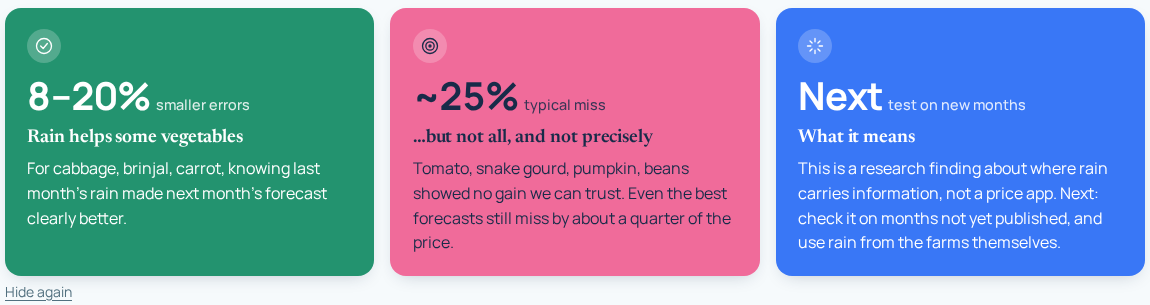 8–20% smaller errors
Rain helps some vegetables
For cabbage, brinjal, carrot, knowing last
month's rain made next month's forecast
clearly better.
~25% typical miss
...but not all, and not precisely
Tomato, snake gourd, pumpkin, beans
showed no gain we can trust. Even the best
forecasts still miss by about a quarter of the
price.
Next test on new months
What it means
This is a research finding about where rain
carries information, not a price app. Next:
check it on months not yet published, and
use rain from the farms themselves.
Hide again